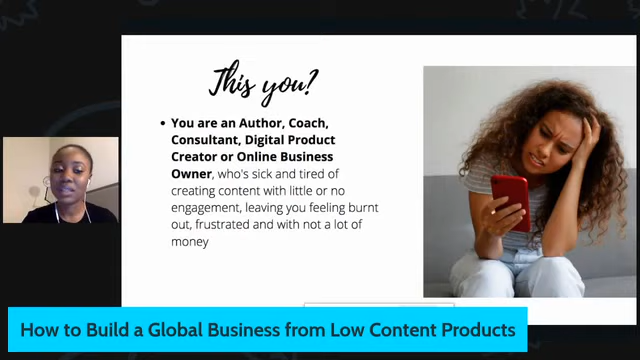 This you?
• You are an Author, Coach,
Consultant, Digital Product
Creator or Online Business
Owner, who's sick and tired of
creating content with little or no
engagement, leaving you feeling burnt
out, frustrated and with not a lot of
money
How to Build a Global Business from Low Content Products